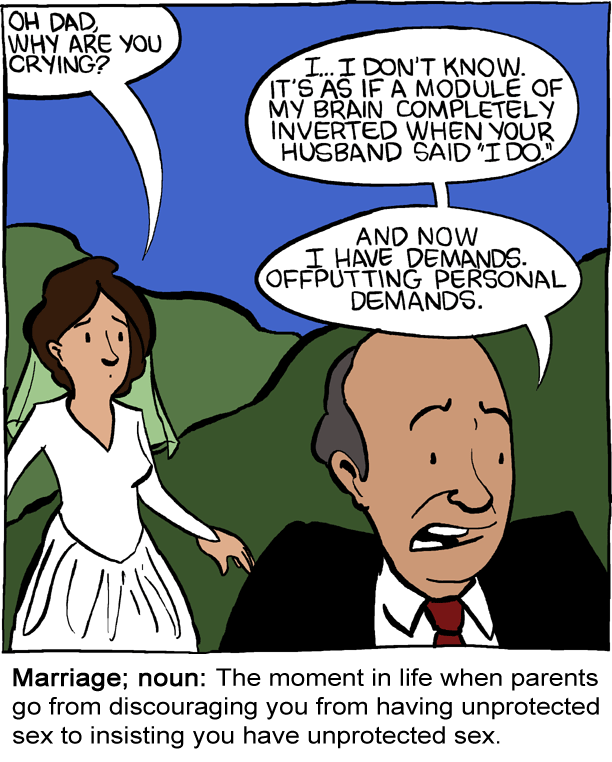 OH DAD,
WHY ARE YOU
CRYING?
I... I DON'T KNOW.
IT'S AS IF A MODULE OF
MY BRAIN COMPLETELY
INVERTED WHEN YOUR
HUSBAND SAID "I DO."
AND NOW
I HAVE DEMANDS.
OFFPUTTING PERSONAL
DEMANDS.
Marriage; noun: The moment in life when parents
go from discouraging you from having unprotected
sex to insisting you have unprotected sex.